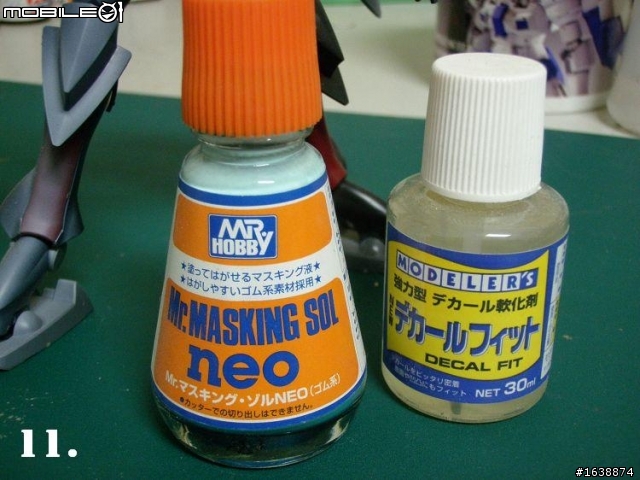 MOBILE01
MR.
HOBBY
★塗ってはがせるマスキング液★
★はがしやすいゴム系素材採用★
Mr.MASKING SOL
neo
Mr.マスキング・ゾルNEO(ゴム系)
●カッターでの切り出しはできません。
MODELER'S
強力型 デカール軟化剤
デカールフィット
DECAL FIT
NET 30ml
11.
#1638874